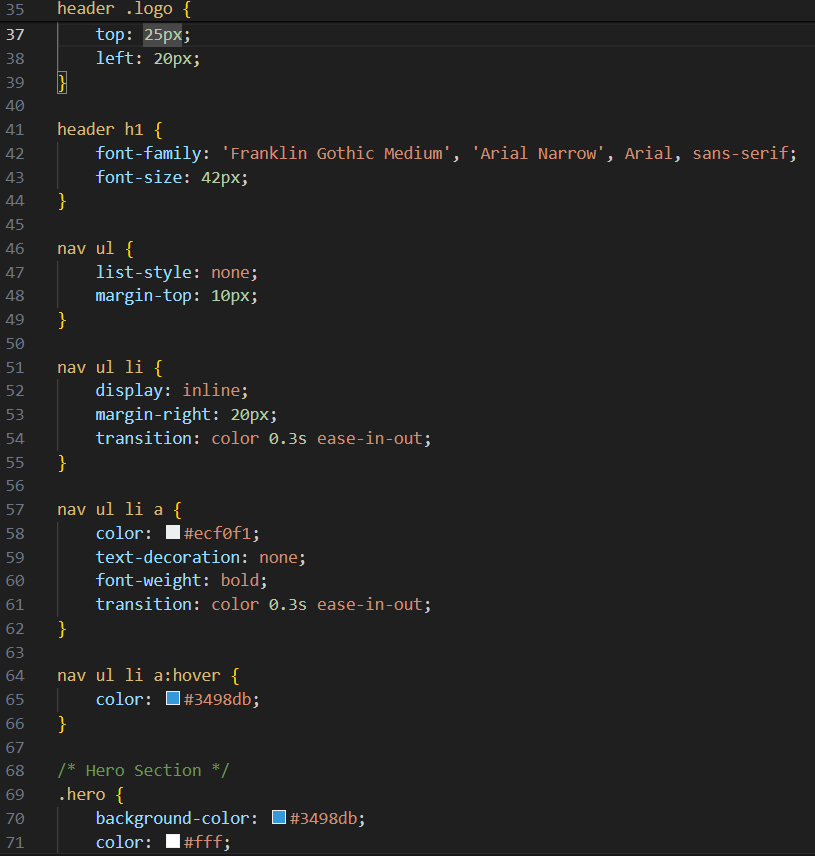 35 header .logo {
37 top: 25px;
38 left: 20px;
39 }
40
41 header h1 {
42 font-family: 'Franklin Gothic Medium', 'Arial Narrow', Arial, sans-serif;
43 font-size: 42px;
44 }
45
46 nav ul {
47 list-style: none;
48 margin-top: 10px;
49 }
50
51 nav ul li {
52 display: inline;
53 margin-right: 20px;
54 transition: color 0.3s ease-in-out;
55 }
56
57 nav ul li a {
58 color: #ecf0f1;
59 text-decoration: none;
60 font-weight: bold;
61 transition: color 0.3s ease-in-out;
62 }
63
64 nav ul li a:hover {
65 color: #3498db;
66 }
67
68 /* Hero Section */
69 .hero {
70 background-color: #3498db;
71 color: #fff;